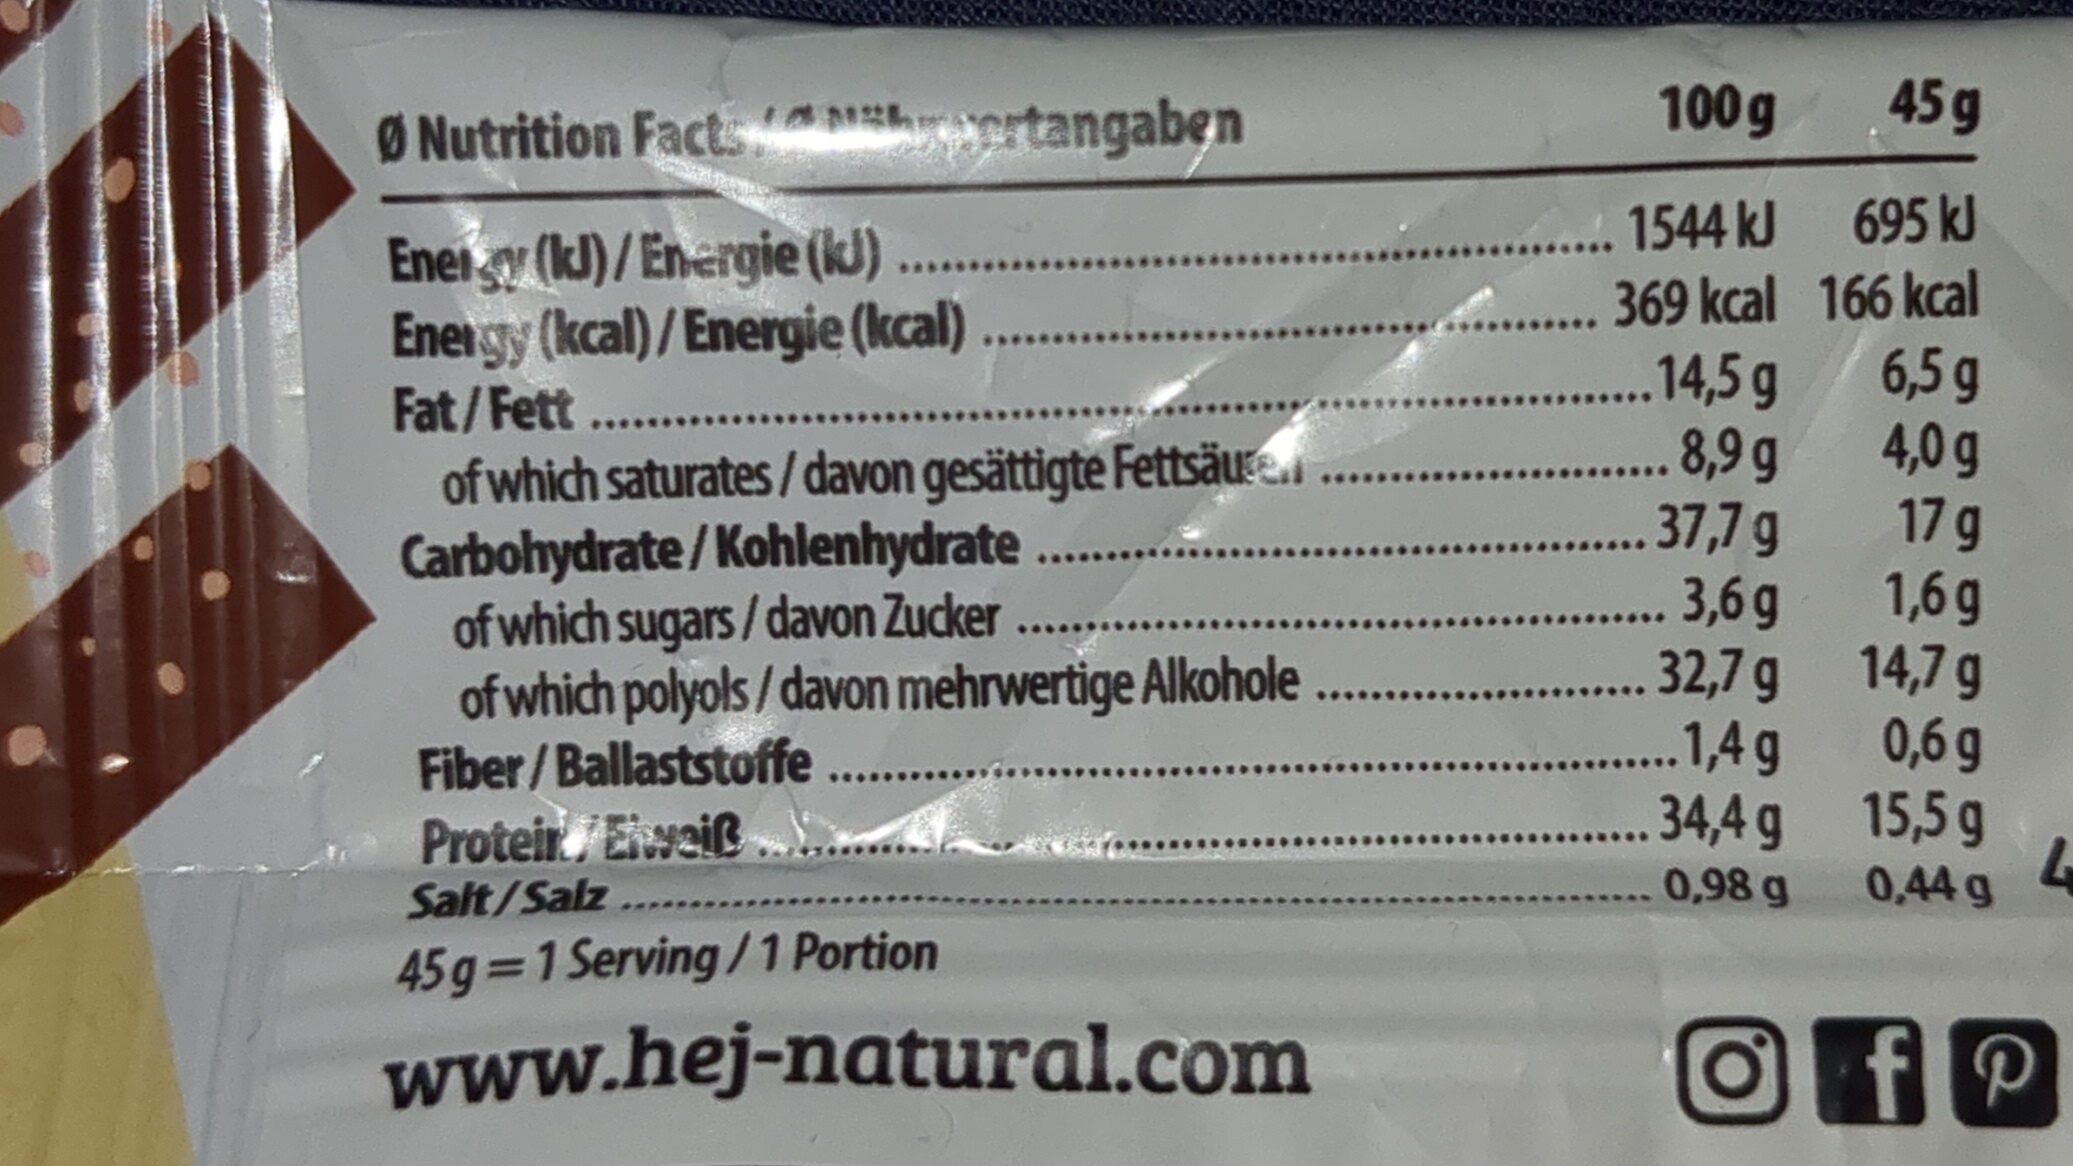 Ø Nutrition Facts / Ø Nährwertangaben 100 g 45 g
Energy (kJ) / Energie (kJ) 1544 kJ 695 kJ
Energy (kcal) / Energie (kcal) 369 kcal 166 kcal
Fat / Fett 14,5 g 6,5 g
of which saturates / davon gesättigte Fettsäuren 8,9 g 4,0 g
Carbohydrate / Kohlenhydrate 37,7 g 17 g
of which sugars / davon Zucker 3,6 g 1,6 g
of which polyols / davon mehrwertige Alkohole 32,7 g 14,7 g
Fiber / Ballaststoffe 1,4 g 0,6 g
Protein / Eiweiß 34,4 g 15,5 g
Salt / Salz 0,98 g 0,44 g
45 g = 1 Serving / 1 Portion
www.hej-natural.com